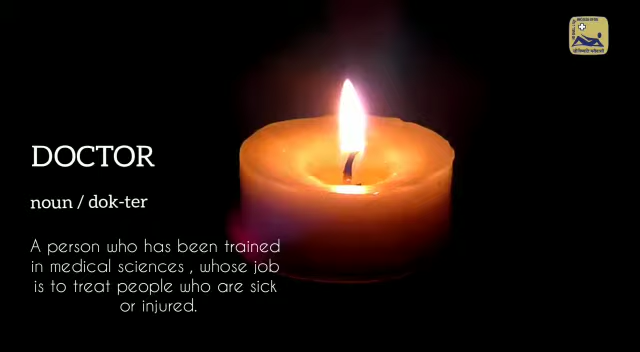 DOCTOR
noun / dok-ter
A person who has been trained
in medical sciences , whose job
is to treat people who are sick
or injured.